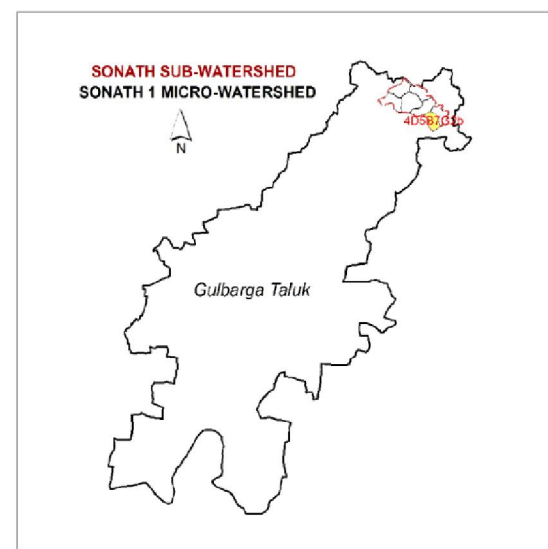 SONATH SUB-WATERSHED
SONATH 1 MICRO-WATERSHED
N
Gulbarga Taluk